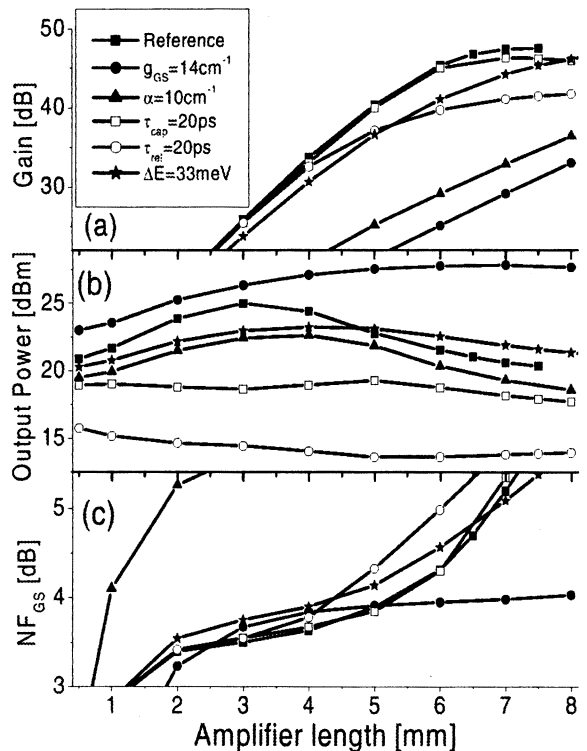 50
40
30
Gain [dB]
Reference
g_GS=14cm⁻¹
α=10cm⁻¹
τ_cap=20ps
τ_rel=20ps
ΔE=33meV
(a)
25
20
15
Output Power [dBm]
(b)
5
4
3
NF_GS [dB]
(c)
1 2 3 4 5 6 7 8
Amplifier length [mm]